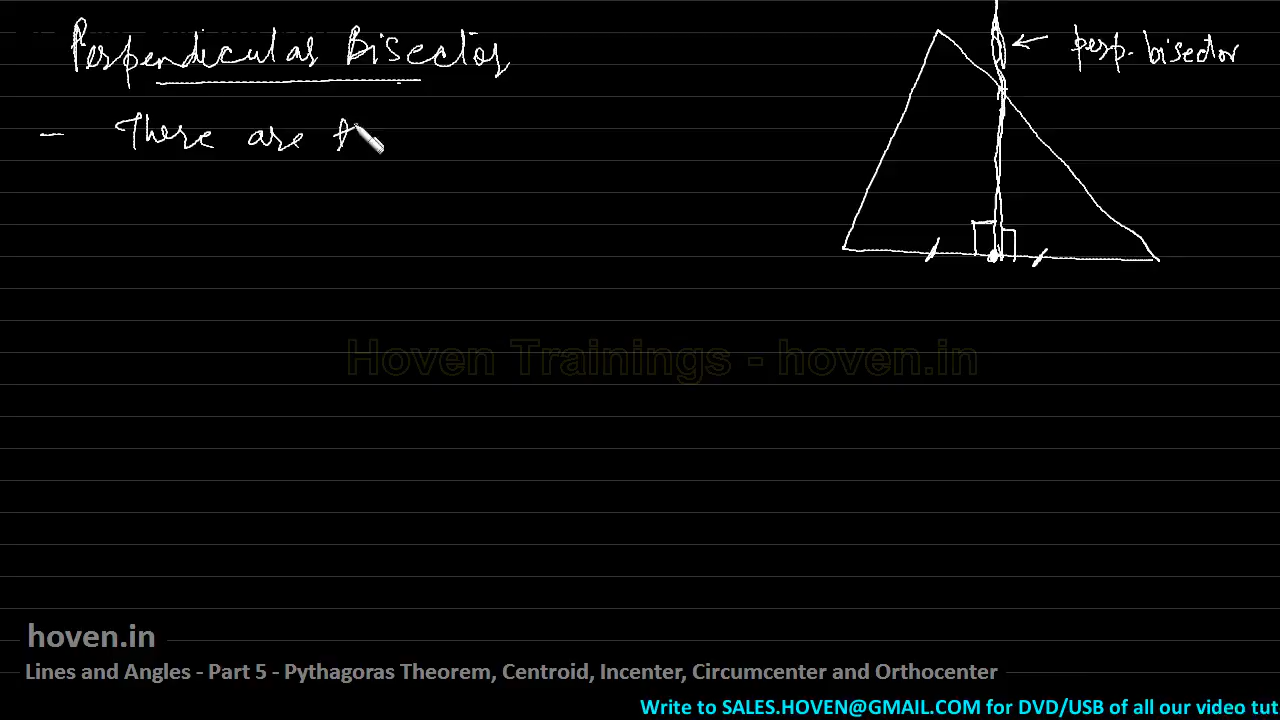 Perpendicular Bisector
perp. bisector
- There are
Hoven Trainings - hoven.in
hoven.in
Lines and Angles - Part 5 - Pythagoras Theorem, Centroid, Incenter, Circumcenter and Orthocenter
Write to SALES.HOVEN@GMAIL.COM for DVD/USB of all our video tut